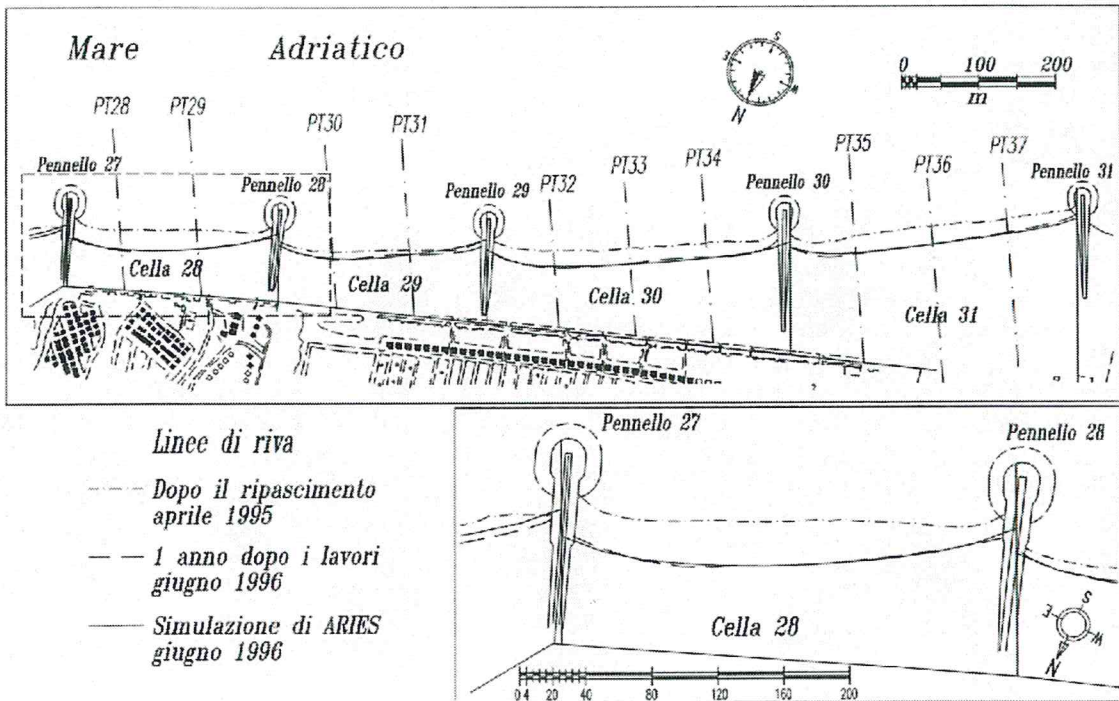 Mare Adriatico
0 100 200
m
S
E
W
N
PT28 PT29 PT30 PT31 PT32 PT33 PT34 PT35 PT36 PT37
Pennello 27
Pennello 28
Pennello 29
Pennello 30
Pennello 31
Cella 28
Cella 29
Cella 30
Cella 31
Linee di riva
Dopo il ripascimento
aprile 1995
1 anno dopo i lavori
giugno 1996
Simulazione di ARIES
giugno 1996
Pennello 27
Pennello 28
Cella 28
S
E
W
N
0 4 20 40 80 120 160 200